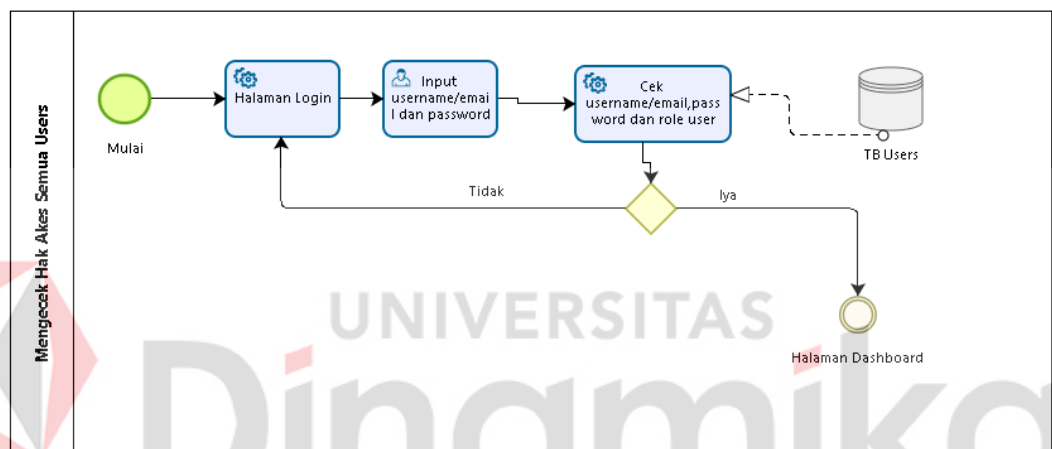 Mengecek Hak Akes Semua Users
Mulai
Halaman Login
Input
username/emai
l dan password
Cek
username/email,pass
word dan role user
TB Users
Tidak
Iya
Halaman Dashboard
UNIVERSITAS
Dinamika